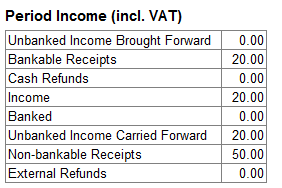 Period Income (incl. VAT)
Unbanked Income Brought Forward 0.00
Bankable Receipts 20.00
Cash Refunds 0.00
Income 20.00
Banked 0.00
Unbanked Income Carried Forward 20.00
Non-bankable Receipts 50.00
External Refunds 0.00